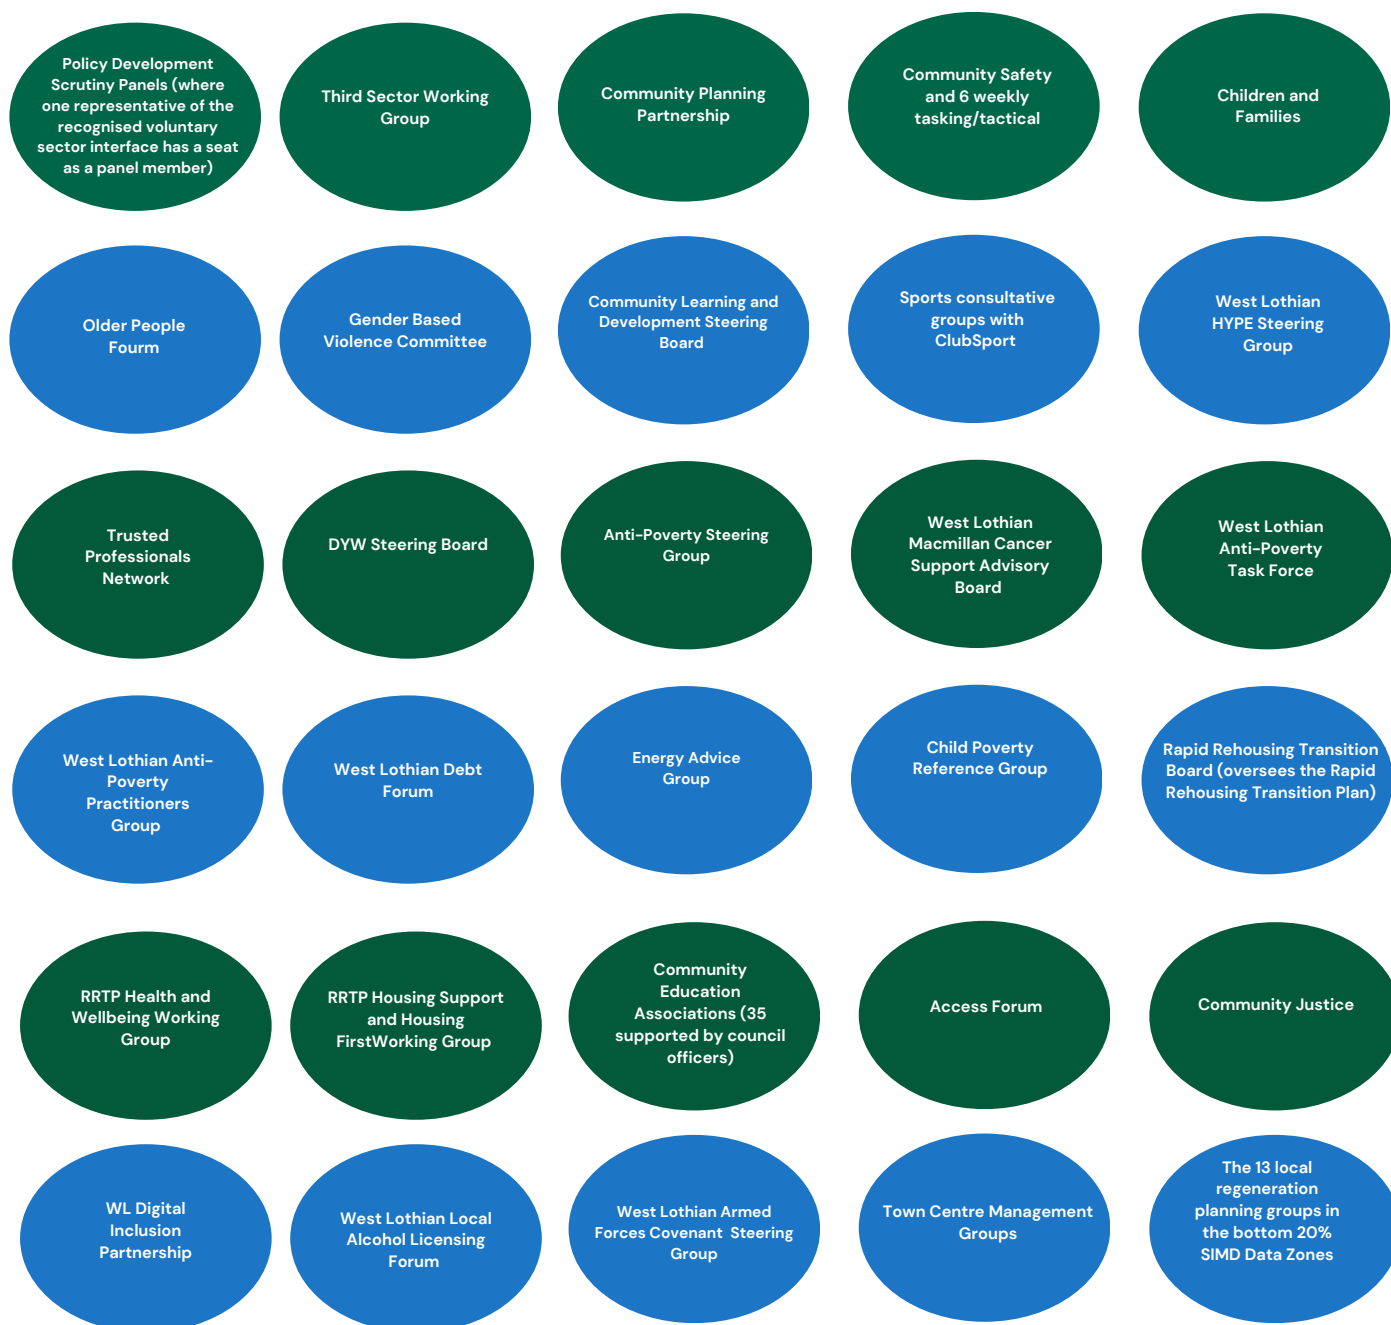 Policy Development
Scrutiny Panels (where
one representative of the
recognised voluntary
sector interface has a seat
as a panel member)
Third Sector Working
Group
Community Planning
Partnership
Community Safety
and 6 weekly
tasking/tactical
Children and
Families
Older People
Fourm
Gender Based
Violence Committee
Community Learning and
Development Steering
Board
Sports consultative
groups with
ClubSport
West Lothian
HYPE Steering
Group
Trusted
Professionals
Network
DYW Steering Board
Anti-Poverty Steering
Group
West Lothian
Macmillan Cancer
Support Advisory
Board
West Lothian
Anti-Poverty
Task Force
West Lothian Anti-
Poverty
Practitioners
Group
West Lothian Debt
Forum
Energy Advice
Group
Child Poverty
Reference Group
Rapid Rehousing Transition
Board (oversees the Rapid
Rehousing Transition Plan)
RRTP Health and
Wellbeing Working
Group
RRTP Housing Support
and Housing
FirstWorking Group
Community
Education
Associations (35
supported by council
officers)
Access Forum
Community Justice
WL Digital
Inclusion
Partnership
West Lothian Local
Alcohol Licensing
Forum
West Lothian Armed
Forces Covenant Steering
Group
Town Centre Management
Groups
The 13 local
regeneration
planning groups in
the bottom 20%
SIMD Data Zones